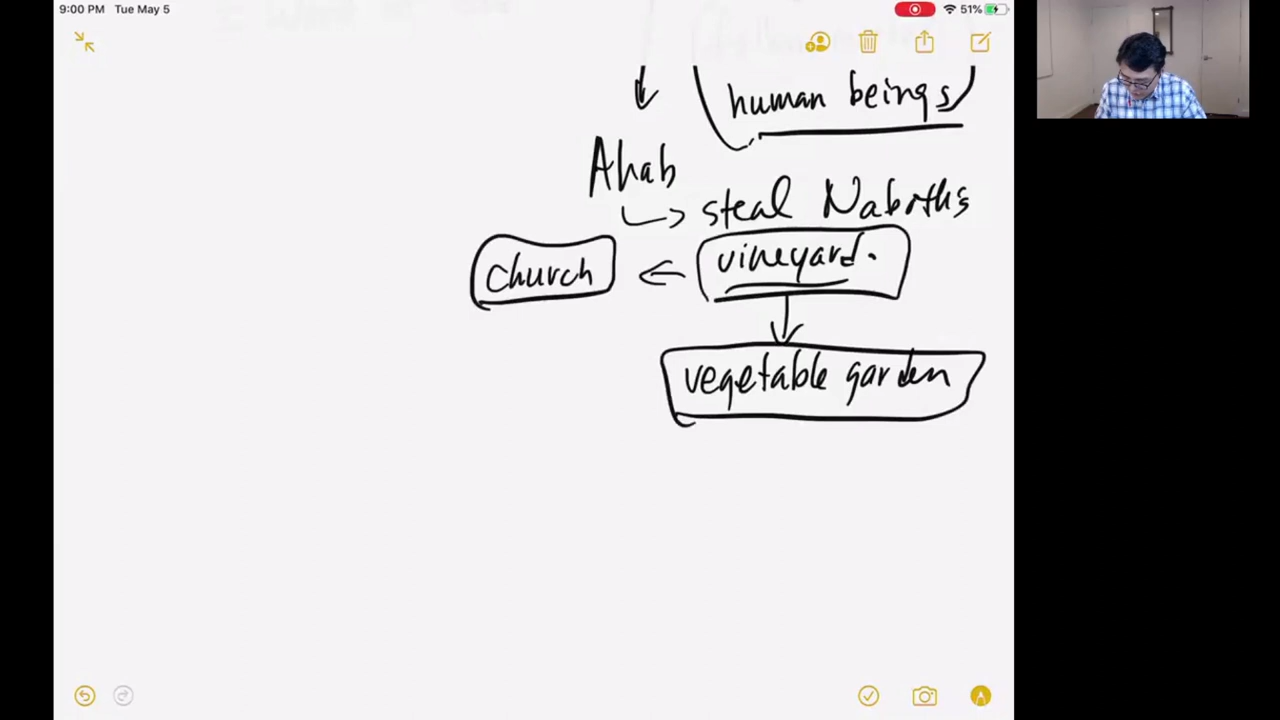 9:00 PM Tue May 5
51%
human beings
Ahab
steal Naboths
church
vineyard.
vegetable garden